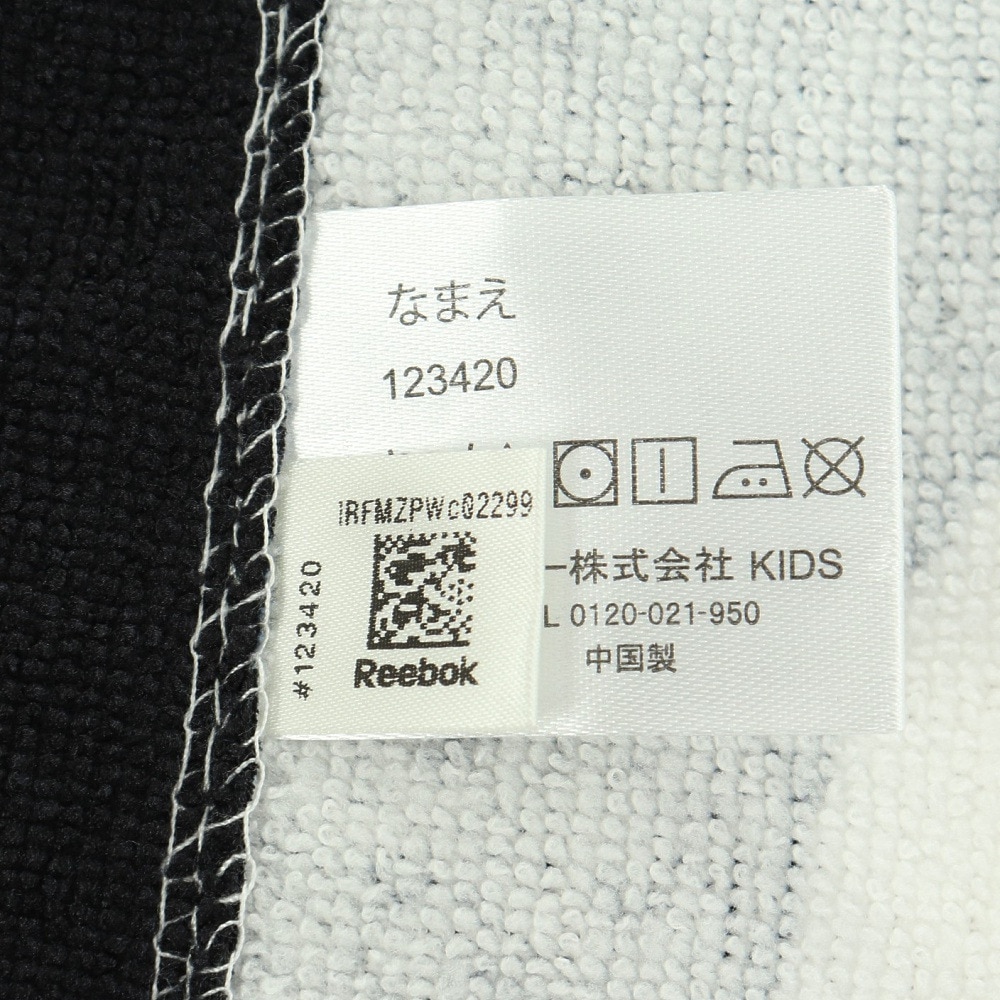 なまえ
123420
IRFMZPWc02299
#123420
Reebok
ー株式会社 KIDS
L 0120-021-950
中国製